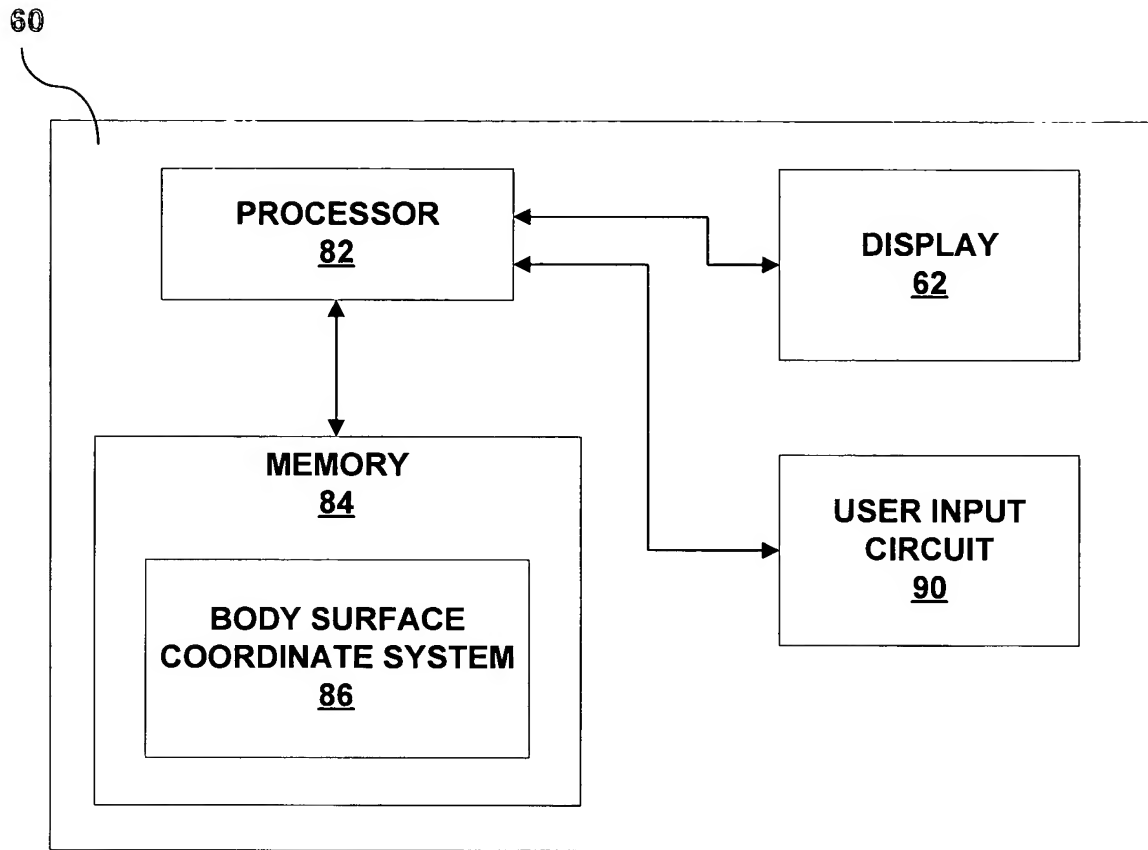 60
PROCESSOR
82
DISPLAY
62
MEMORY
84
USER INPUT
CIRCUIT
90
BODY SURFACE
COORDINATE SYSTEM
86